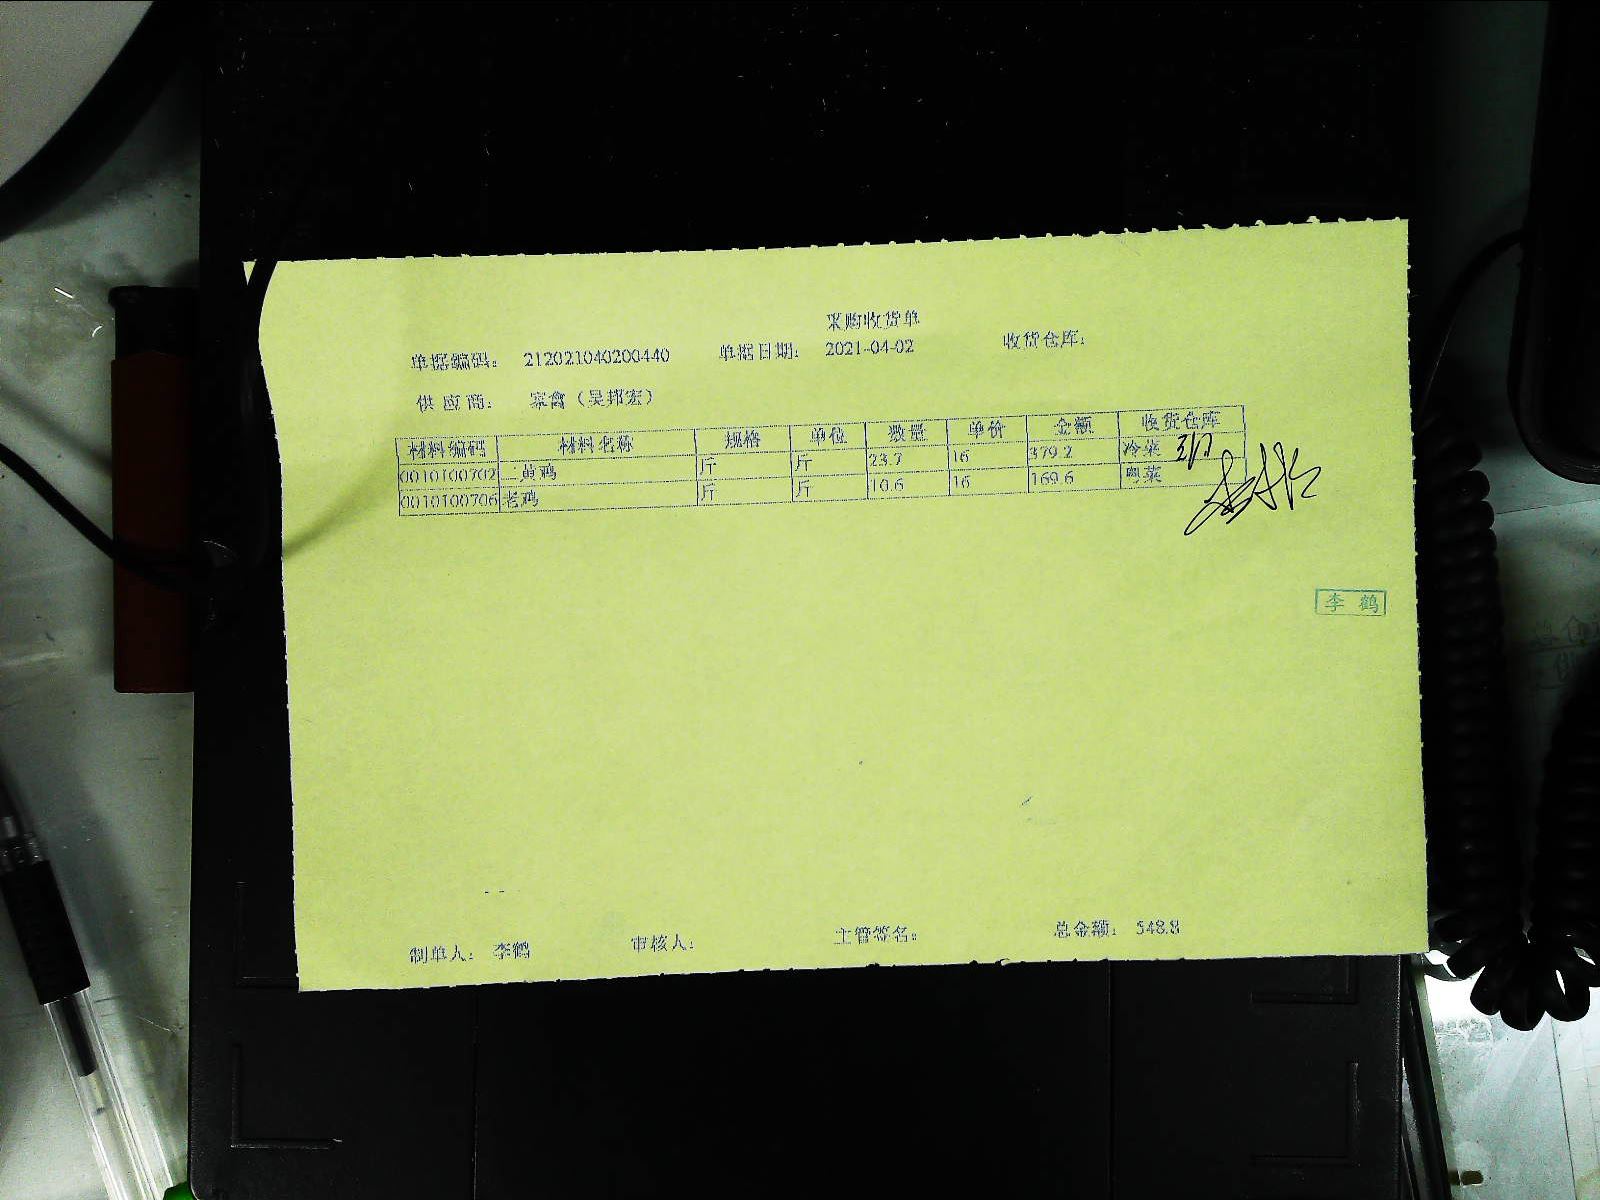 采购收货单
单据编码: 212021040200440 单据日期: 2021-04-02 收货仓库:
供应商: 家禽(吴邦宏)
材料编码 材料名称 规格 单位 数量 单价 金额 收货仓库
0010100702 三黄鸡 斤 斤 23.7 16 379.2 冷菜
0010100706 老鸡 斤 斤 10.6 16 169.6 粤菜
李鹤
制单人: 李鹤 审核人: 主管签名: 总金额: 548.8